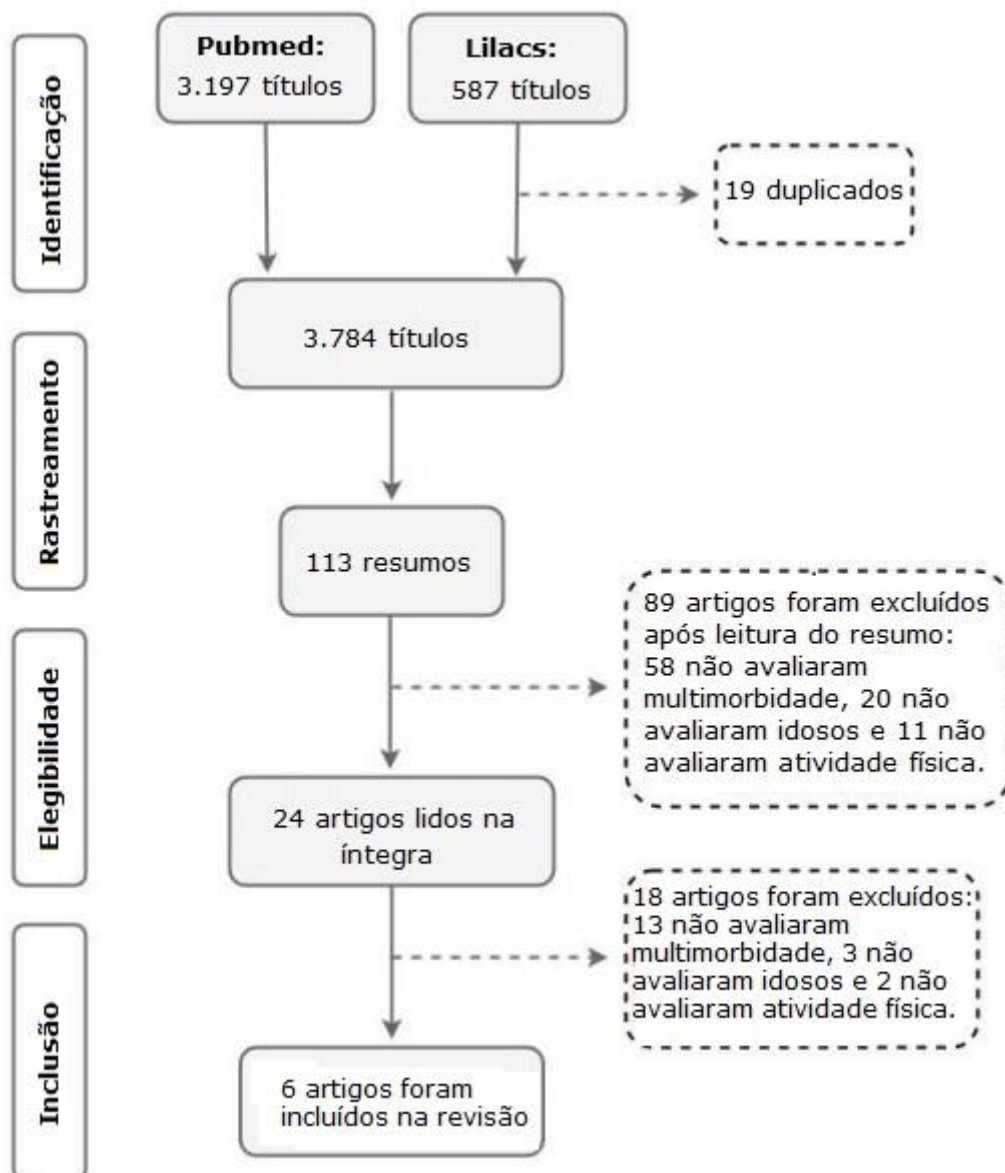 Identificação
Pubmed:
3.197 títulos
Lilacs:
587 títulos
19 duplicados
3.784 títulos
Rastreamento
113 resumos
89 artigos foram excluídos
após leitura do resumo:
58 não avaliaram
multimorbidade, 20 não
avaliaram idosos e 11 não
avaliaram atividade física.
Elegibilidade
24 artigos lidos na
íntegra
18 artigos foram excluídos:
13 não avaliaram
multimorbidade, 3 não
avaliaram idosos e 2 não
avaliaram atividade física.
Inclusão
6 artigos foram
incluídos na revisão